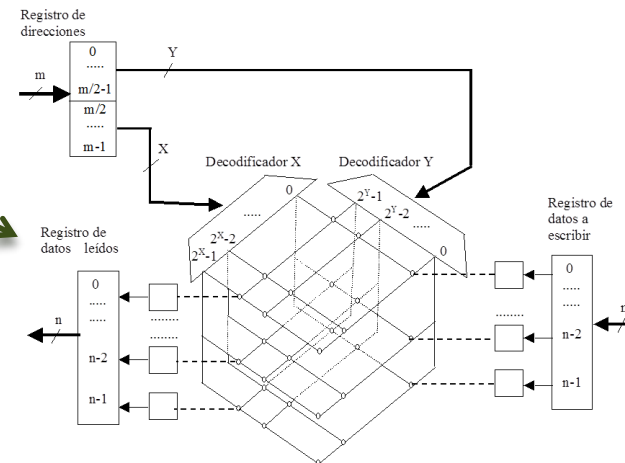 Registro de
direcciones
m
0
.....
m/2-1
m/2
.....
m-1
Y
X
Decodificador X
Decodificador Y
0
.....
2^X-2
2^X-1
2^Y-1
2^Y-2
.....
0
Registro de
datos leídos
n
0
.....
.....
n-2
n-1
........
........
Registro de
datos a
escribir
0
.....
.....
n-2
n-1
.........
n